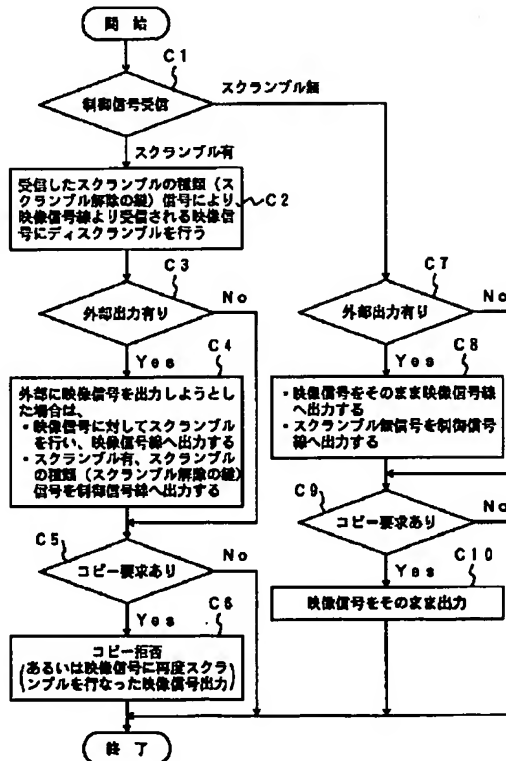 開始
C1
制御信号受信
スクランブル無
スクランブル有
受信したスクランブルの種類（ス
クランブル解除の鍵）信号により
映像信号線より受信される映像信
号にディスクランブルを行う
C2
C3
外部出力有り
No
Yes
C4
外部に映像信号を出力しようとし
た場合は、
・映像信号に対してスクランブル
を行い、映像信号線へ出力する
・スクランブル有、スクランブル
の種類（スクランブル解除の鍵）
信号を制御信号線へ出力する
C5
コピー要求あり
No
Yes
C6
コピー拒否
(あるいは映像信号に再度スクラ
ンブルを行なった映像信号出力)
終了
C7
外部出力有り
No
Yes
C8
・映像信号をそのまま映像信号線
へ出力する
・スクランブル無信号を制御信号
線へ出力する
C9
コピー要求あり
No
Yes
C10
映像信号をそのまま出力